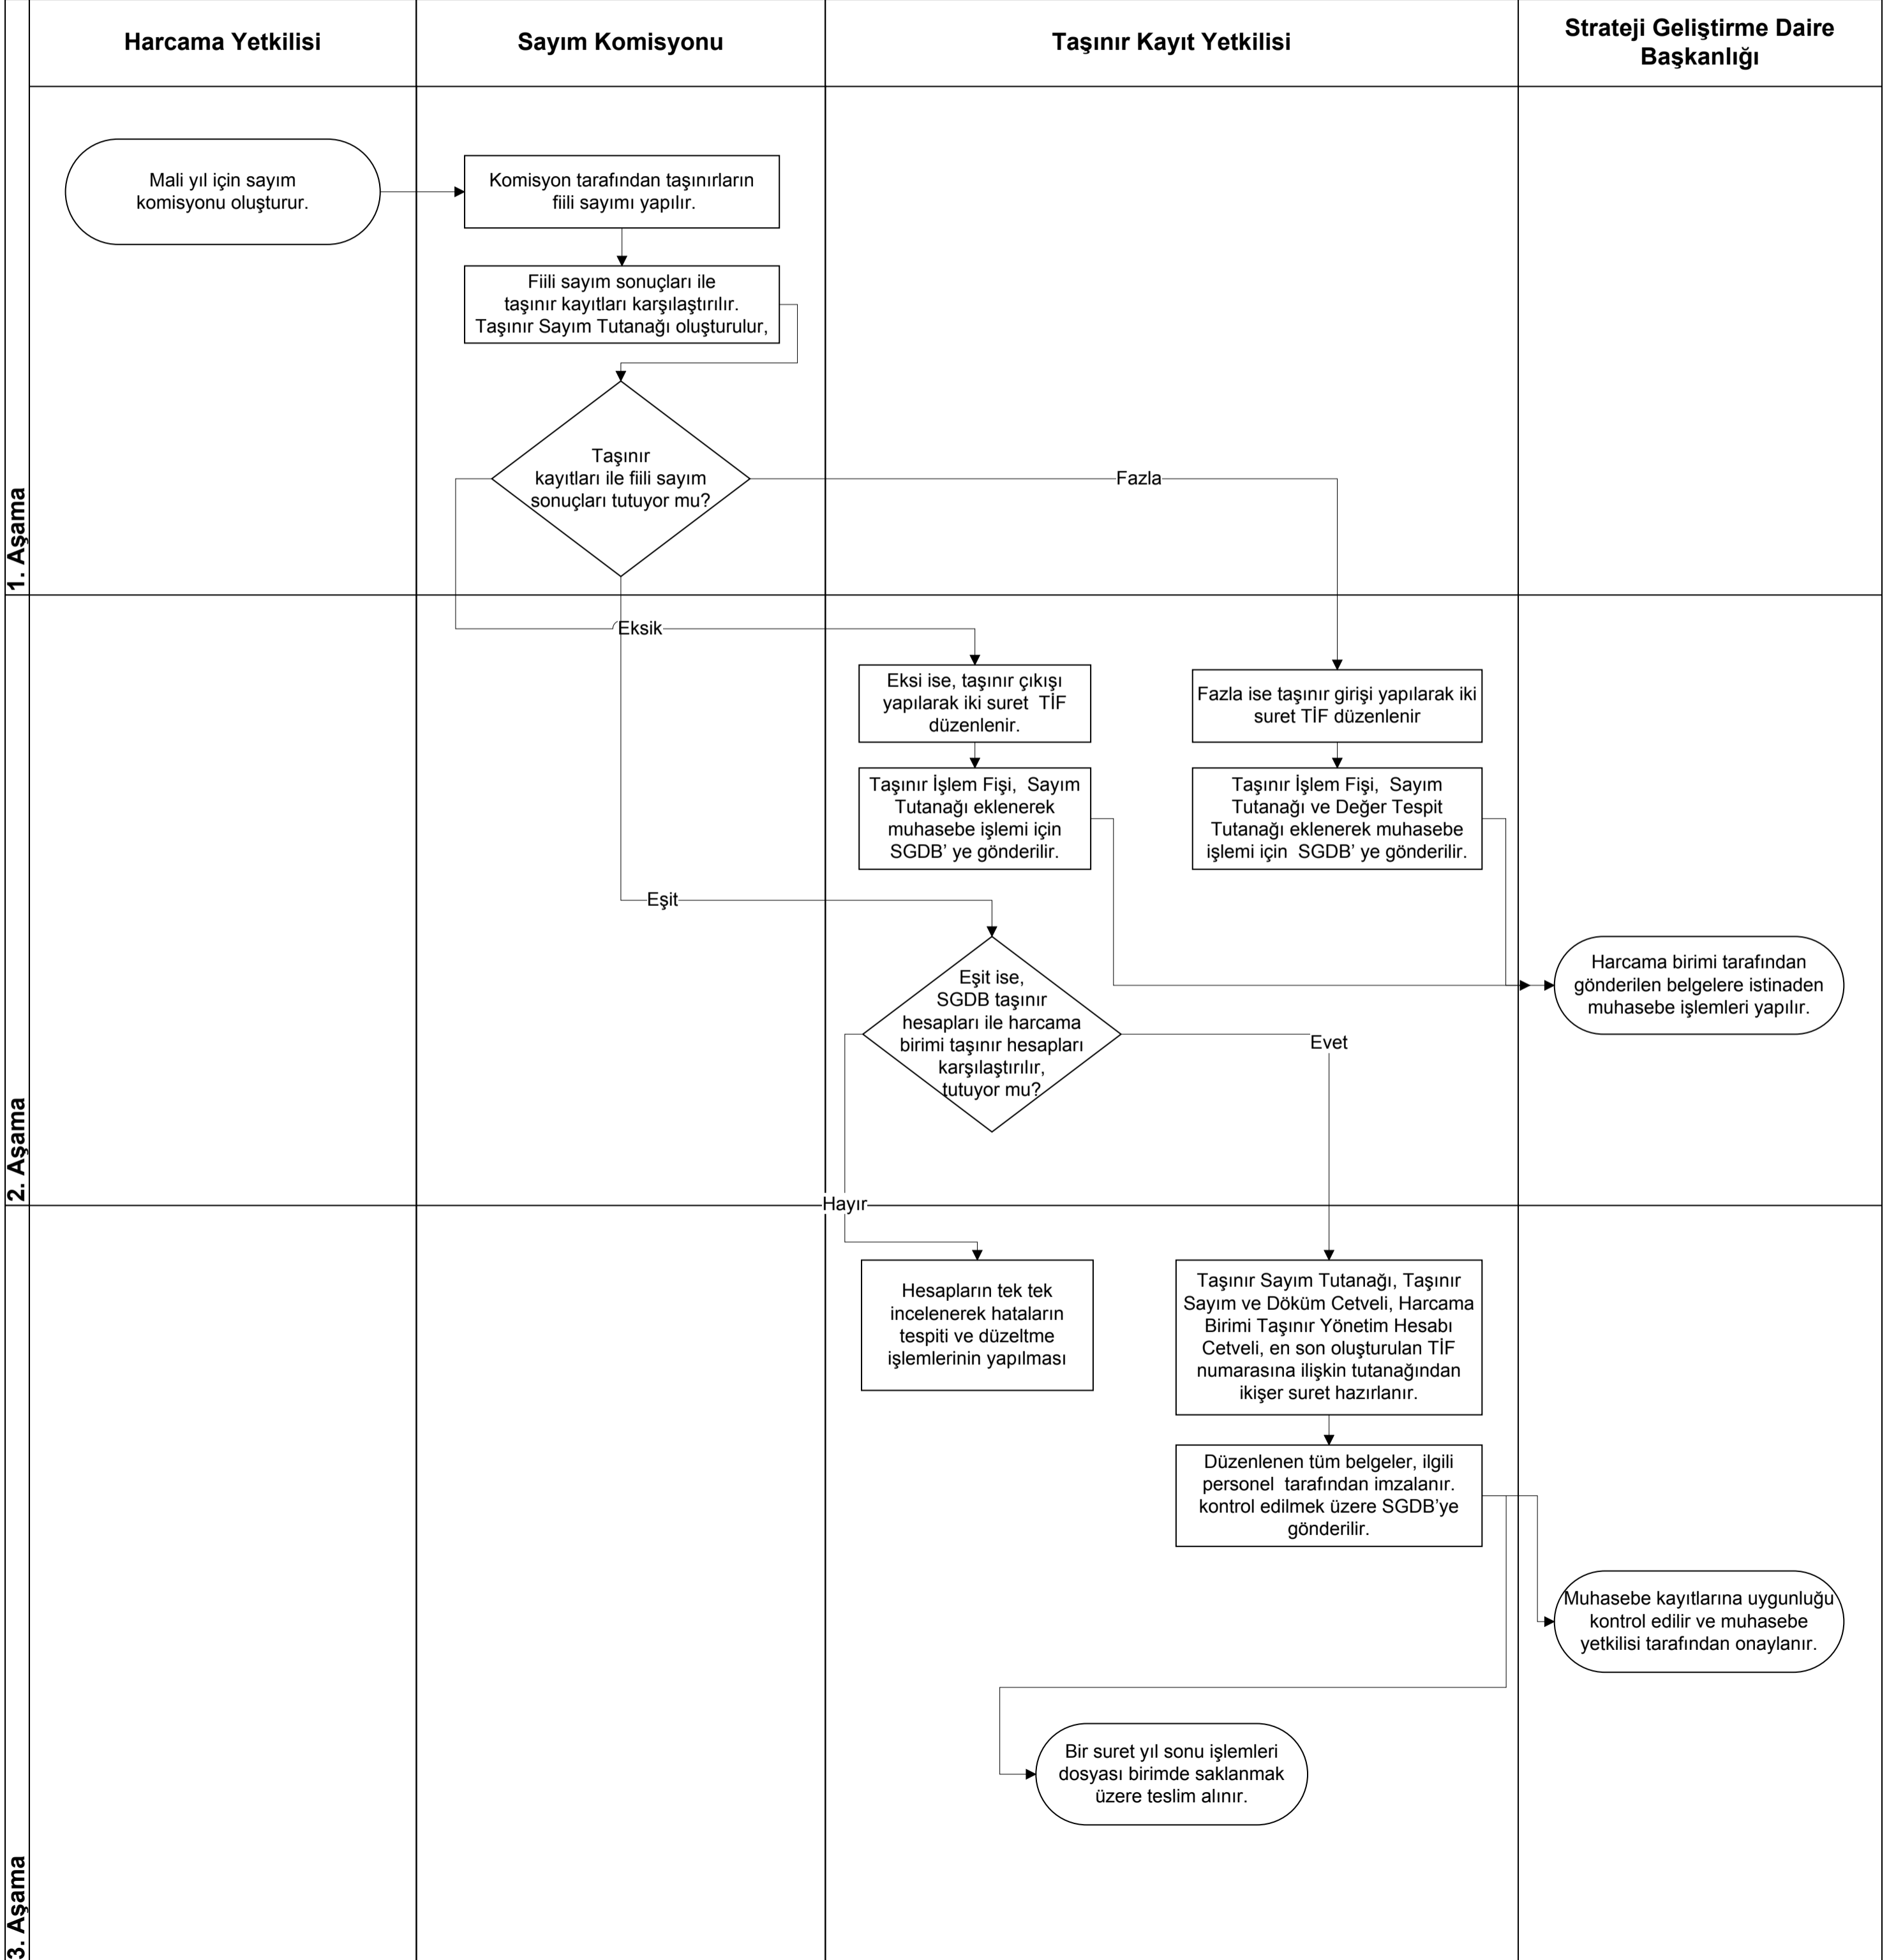 Harcama Yetkilisi
Sayım Komisyonu
Taşınır Kayıt Yetkilisi
Strateji Geliştirme Daire
Başkanlığı
1. Aşama
Mali yıl için sayım
komisyonu oluşturur.
Komisyon tarafından taşınırların
fiili sayımı yapılır.
Fiili sayım sonuçları ile
taşınır kayıtları karşılaştırılır.
Taşınır Sayım Tutanağı oluşturulur,
Taşınır
kayıtları ile fiili sayım
sonuçları tutuyor mu?
Fazla
2. Aşama
Eksik
Eksi ise, taşınır çıkışı
yapılarak iki suret  TİF
düzenlenir.
Fazla ise taşınır girişi yapılarak iki
suret TİF düzenlenir
Taşınır İşlem Fişi,  Sayım
Tutanağı eklenerek
muhasebe işlemi için
SGDB’ ye gönderilir.
Taşınır İşlem Fişi,  Sayım
Tutanağı ve Değer Tespit
Tutanağı eklenerek muhasebe
işlemi için  SGDB’ ye gönderilir.
Eşit
Eşit ise,
SGDB taşınır
hesapları ile harcama
birimi taşınır hesapları
karşılaştırılır,
tutuyor mu?
Harcama birimi tarafından
gönderilen belgelere istinaden
muhasebe işlemleri yapılır.
Evet
Hayır
3. Aşama
Hesapların tek tek
incelenerek hataların
tespiti ve düzeltme
işlemlerinin yapılması
Taşınır Sayım Tutanağı, Taşınır
Sayım ve Döküm Cetveli, Harcama
Birimi Taşınır Yönetim Hesabı
Cetveli, en son oluşturulan TİF
numarasına ilişkin tutanağından
ikişer suret hazırlanır.
Düzenlenen tüm belgeler, ilgili
personel  tarafından imzalanır.
kontrol edilmek üzere SGDB’ye
gönderilir.
Muhasebe kayıtlarına uygunluğu
kontrol edilir ve muhasebe
yetkilisi tarafından onaylanır.
Bir suret yıl sonu işlemleri
dosyası birimde saklanmak
üzere teslim alınır.